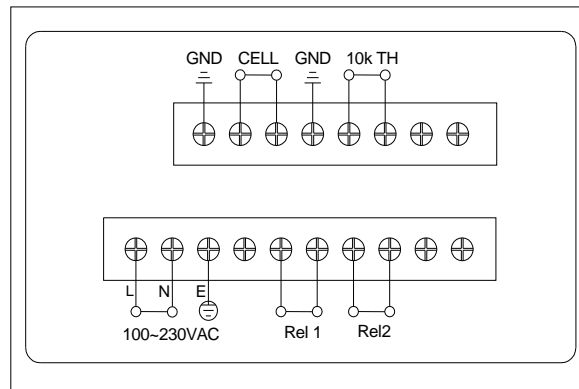 GND CELL GND 10k TH
L N E
100~230VAC Rel 1 Rel2